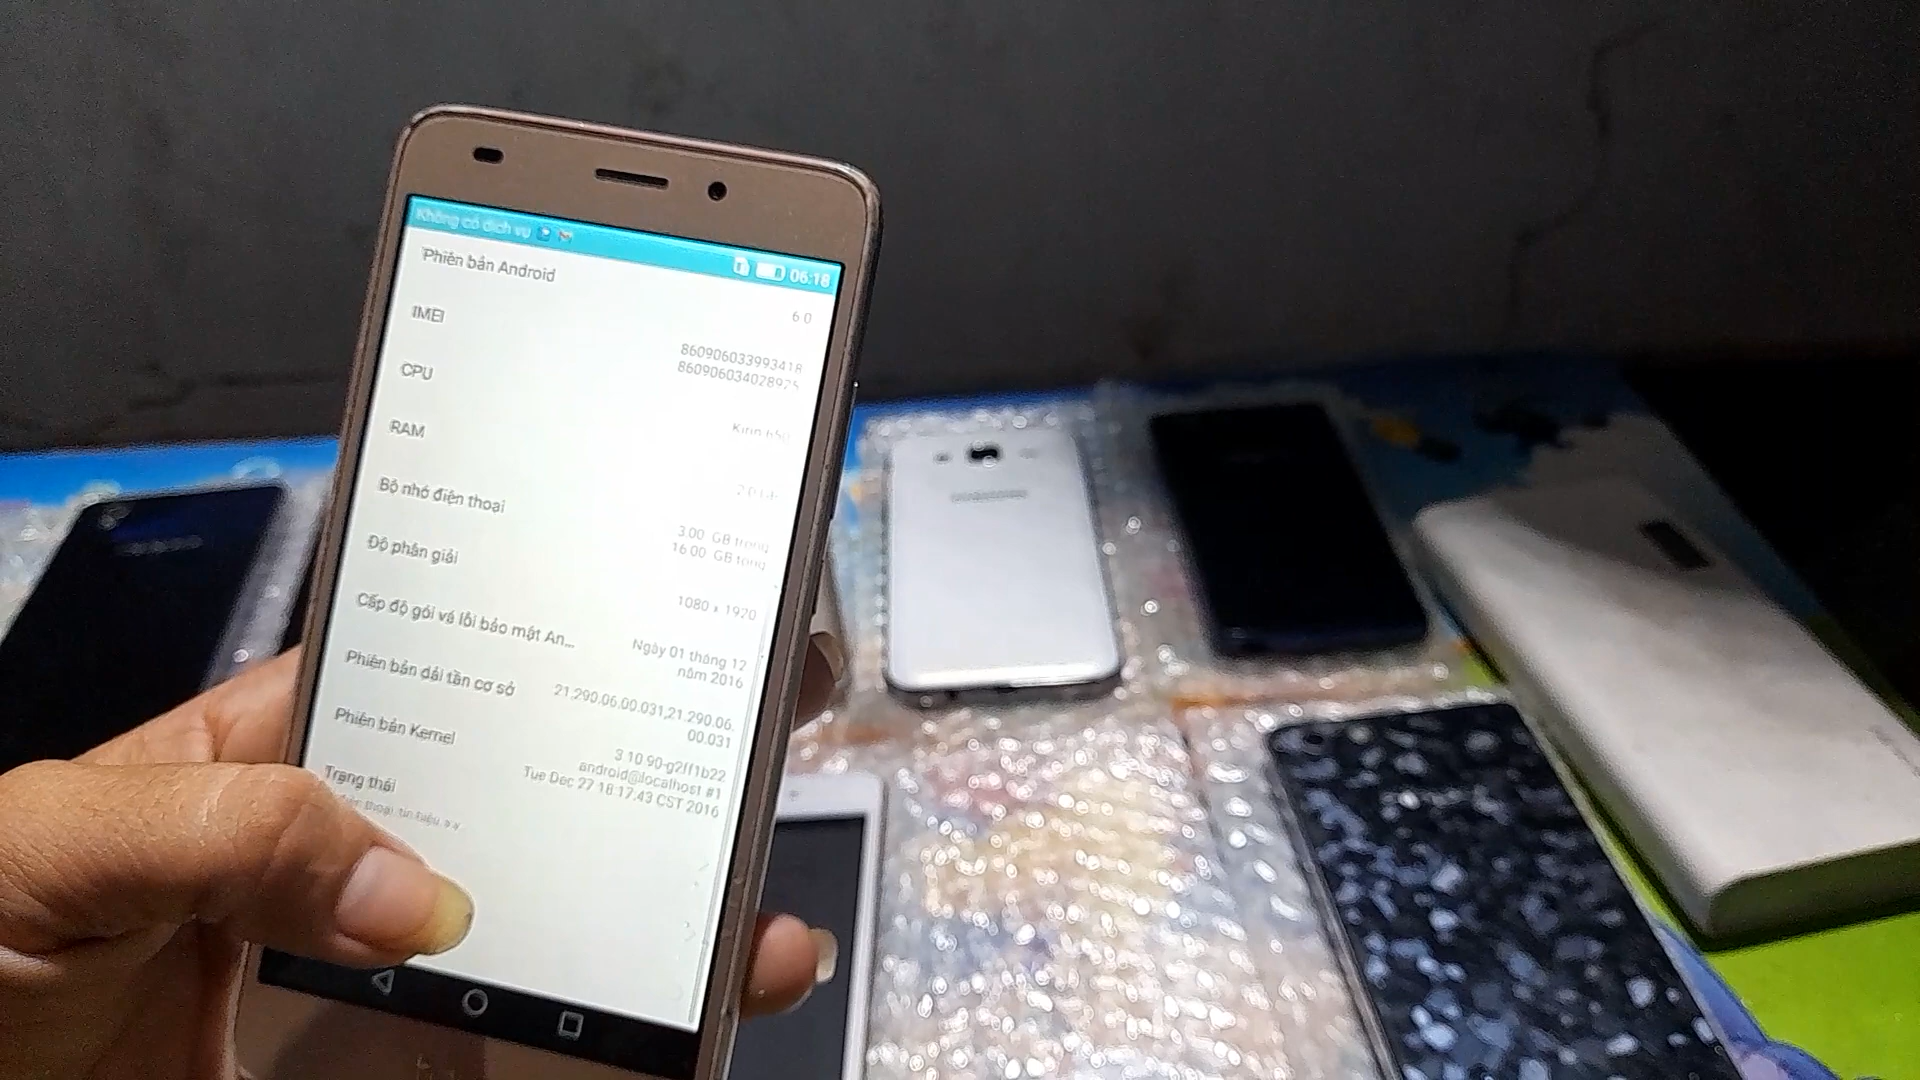 Không có dịch vụ
06:18
Phiên bản Android
6.0
IMEI
860906033993418
860906034028925
CPU
Kirin 650
RAM
Bộ nhớ điện thoại
3.00 GB trong
16.00 GB tổng
Độ phân giải
1080 x 1920
Cấp độ gói vá lỗi bảo mật An...
Ngày 01 tháng 12
năm 2016
Phiên bản dải tần cơ sở
21.290.06.00.031,21.290.06.
00.031
Phiên bản Kernel
3.10.90-g2ff1b22
android@localhost #1
Tue Dec 27 18:17:43 CST 2016
Trạng thái
thoại, tín hiệu, v.v.